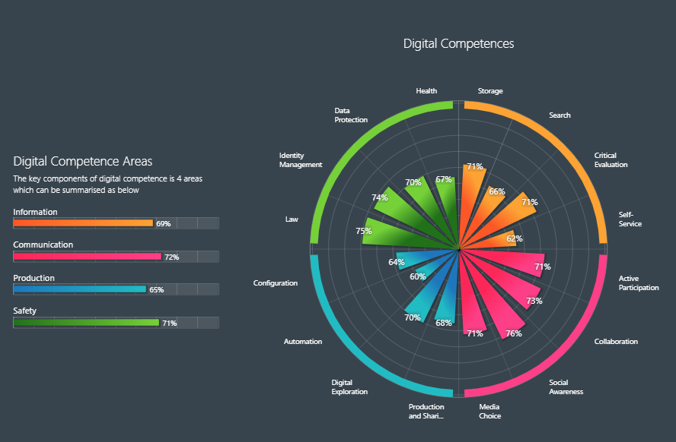 Digital Competences
Digital Competence Areas
The key components of digital competence is 4 areas
which can be summarised as below
Information
69%
Communication
72%
Production
65%
Safety
71%
Storage
71%
Search
66%
Critical
Evaluation
71%
Self-
Service
62%
Active
Participation
71%
Collaboration
73%
Social
Awareness
76%
Media
Choice
71%
Production
and Shari...
68%
Digital
Exploration
70%
Automation
60%
Configuration
64%
Law
75%
Identity
Management
74%
Data
Protection
70%
Health
67%